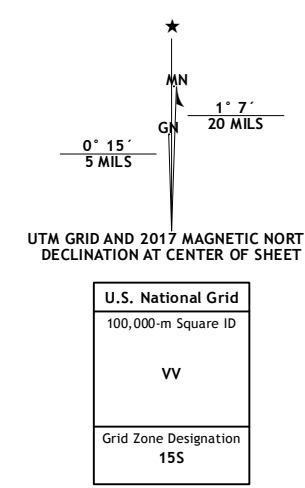 ★
MN
1° 7´
20 MILS
GN
0° 15´
5 MILS
UTM GRID AND 2017 MAGNETIC NORT
DECLINATION AT CENTER OF SHEET
U.S. National Grid
100,000-m Square ID
VV
Grid Zone Designation
15S